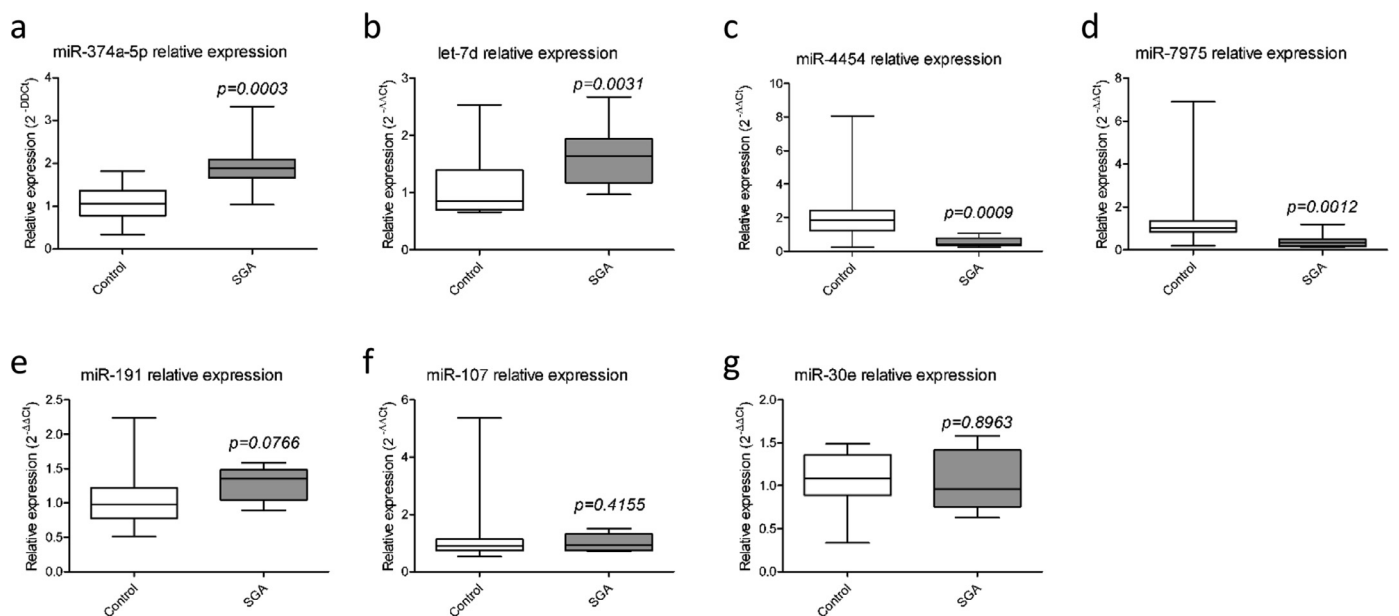 a
miR-374a-5p relative expression
Relative expression (2 -DDCt)
4
3
2
1
0
p=0.0003
Control
SGA
b
let-7d relative expression
Relative expression (2 -ΔΔCt)
3
2
1
0
p=0.0031
Control
SGA
c
miR-4454 relative expression
Relative expression (2 -ΔΔCt)
10
8
6
4
2
0
p=0.0009
Control
SGA
d
miR-7975 relative expression
Relative expression (2 -ΔΔCt)
8
6
4
2
0
p=0.0012
Control
SGA
e
miR-191 relative expression
Relative expression (2 -ΔΔCt)
2.5
2.0
1.5
1.0
0.5
0.0
p=0.0766
Control
SGA
f
miR-107 relative expression
Relative expression (2 -ΔΔCt)
6
4
2
0
p=0.4155
Control
SGA
g
miR-30e relative expression
Relative expression (2 -ΔΔCt)
2.0
1.5
1.0
0.5
0.0
p=0.8963
Control
SGA